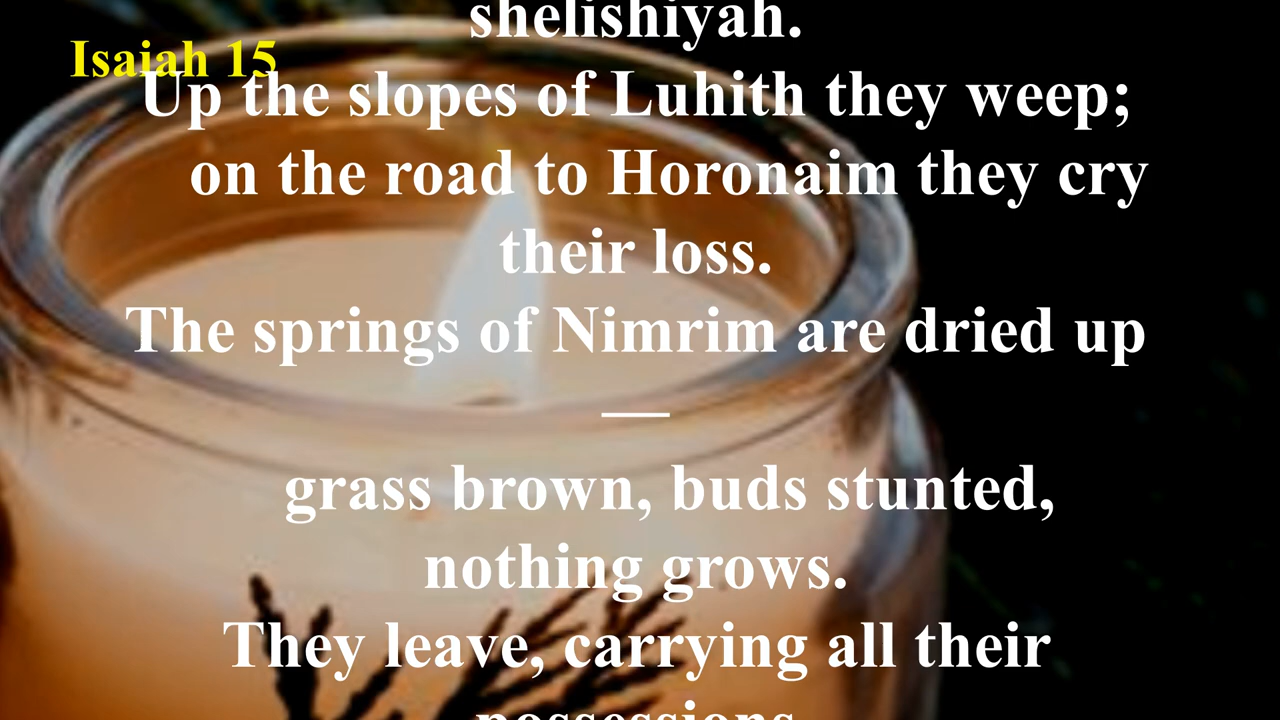 shelishiyah.
Isaiah 15
Up the slopes of Luhith they weep;
on the road to Horonaim they cry
their loss.
The springs of Nimrim are dried up
—
grass brown, buds stunted,
nothing grows.
They leave, carrying all their
possessions